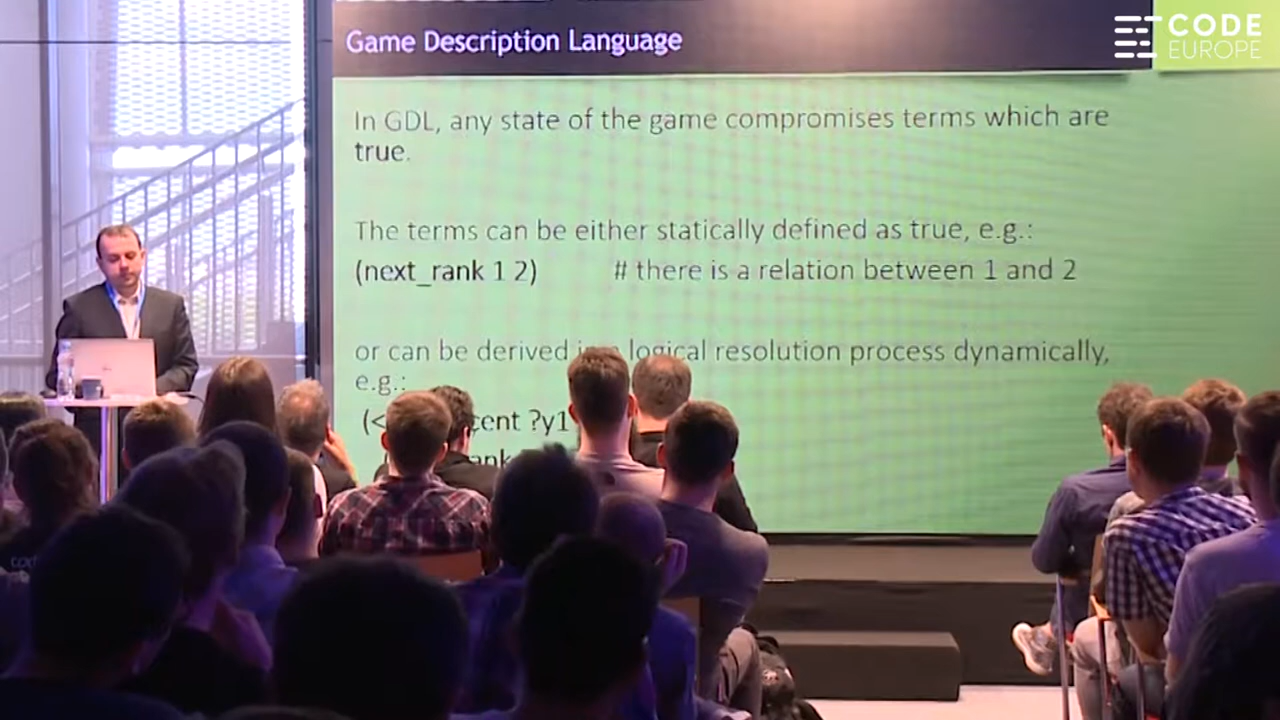 CODE
EUROPE
Game Description Language
In GDL, any state of the game compromises terms which are
true.
The terms can be either statically defined as true, e.g.:
(next_rank 1 2) # there is a relation between 1 and 2
or can be derived logical resolution process dynamically,
e.g.:
(< ?y1